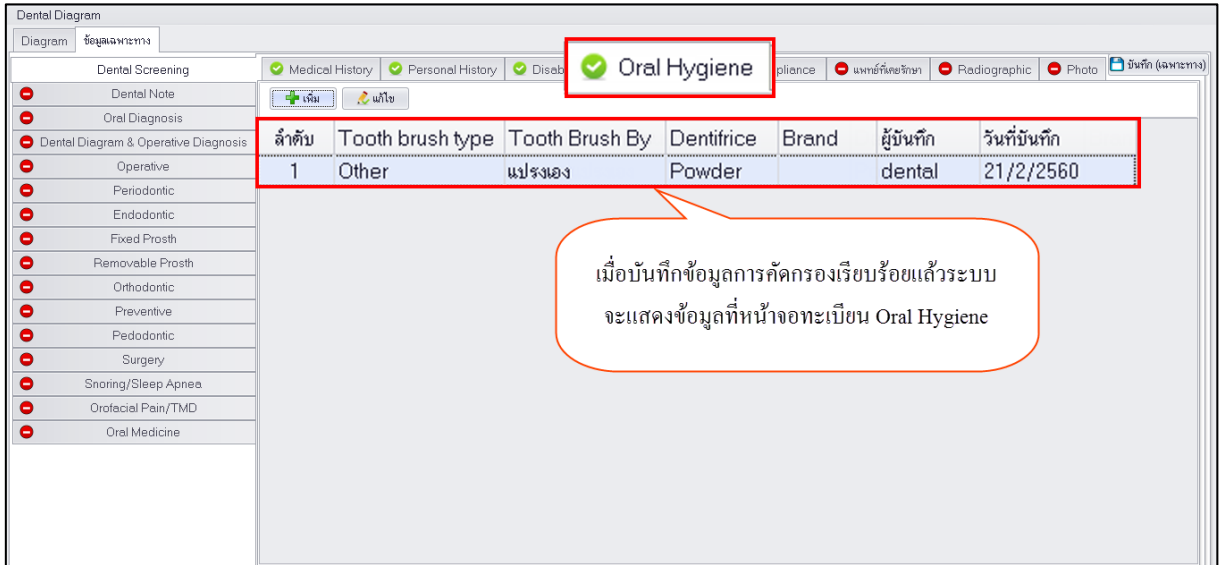 Dental Diagram
Diagram ข้อมูลเฉพาะทาง
Dental Screening
Medical History Personal History Disab Oral Hygiene pliance แพทย์ที่เคยรักษา Radiographic Photo บันทึก (เฉพาะทาง)
Dental Note
เพิ่ม แก้ไข
Oral Diagnosis
Dental Diagram & Operative Diagnosis
Operative
Periodontic
Endodontic
Fixed Prosth
Removable Prosth
Orthodontic
Preventive
Pedodontic
Surgery
Snoring/Sleep Apnea
Orofacial Pain/TMD
Oral Medicine
ลำดับ Tooth brush type Tooth Brush By Dentifrice Brand ผู้บันทึก วันที่บันทึก
1 Other แปรงเอง Powder dental 21/2/2560
เมื่อบันทึกข้อมูลการคัดกรองเรียบร้อยแล้วระบบ
จะแสดงข้อมูลที่หน้าจอทะเบียน Oral Hygiene